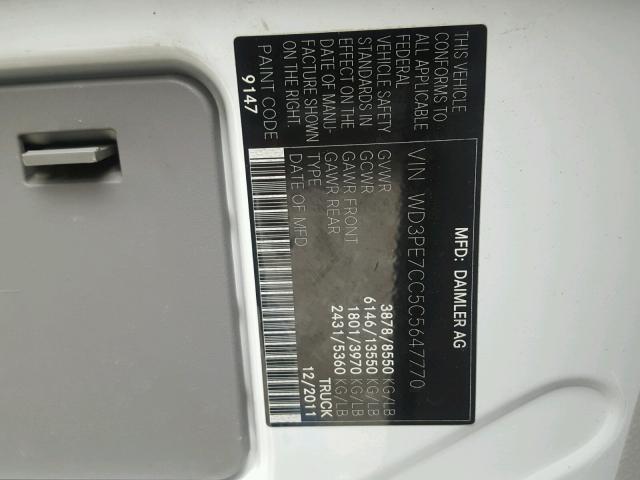 MFD: DAIMLER AG
VIN WD3PE7CC5C5647770
THIS VEHICLE
CONFORMS TO
ALL APPLICABLE
FEDERAL
VEHICLE SAFETY
STANDARDS IN
EFFECT ON THE
DATE OF MANU-
FACTURE SHOWN
ON THE RIGHT
PAINT CODE
9147
GVWR 3878/8550 KG/LB
GCWR 6146/13550 KG/LB
GAWR FRONT 1801/3970 KG/LB
GAWR REAR 2431/5360 KG/LB
TYPE TRUCK
DATE OF MFD 12/2011